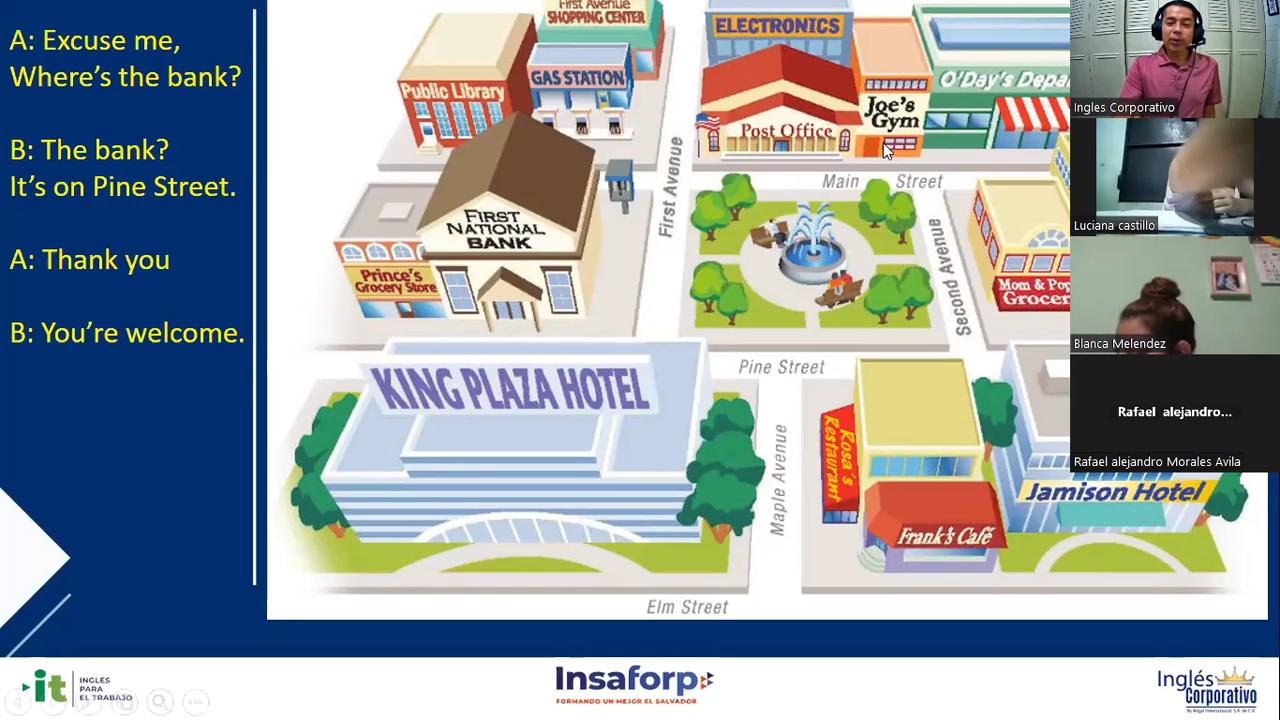 A: Excuse me,
Where's the bank?
B: The bank?
It's on Pine Street.
A: Thank you
B: You're welcome.
First Avenue
SHOPPING CENTER
ELECTRONICS
Public Library
GAS STATION
Post Office
Joe's
Gym
O'Day's
Main Street
First Avenue
Second Avenue
FIRST
NATIONAL
BANK
Prince's
Grocery Store
Mom & Pop
KING PLAZA HOTEL
Pine Street
Maple Avenue
Rosa's
Restaurant
Frank's Café
Jamison Hotel
Elm Street
Ingles Corporativo
Luciana castillo
Blanca Melendez
Rafael alejandro...
Rafael alejandro Morales Avila
it
INGLÉS
PARA
EL TRABAJO
Insaforp
FORMANDO UN MEJOR EL SALVADOR
Inglés
Corporativo